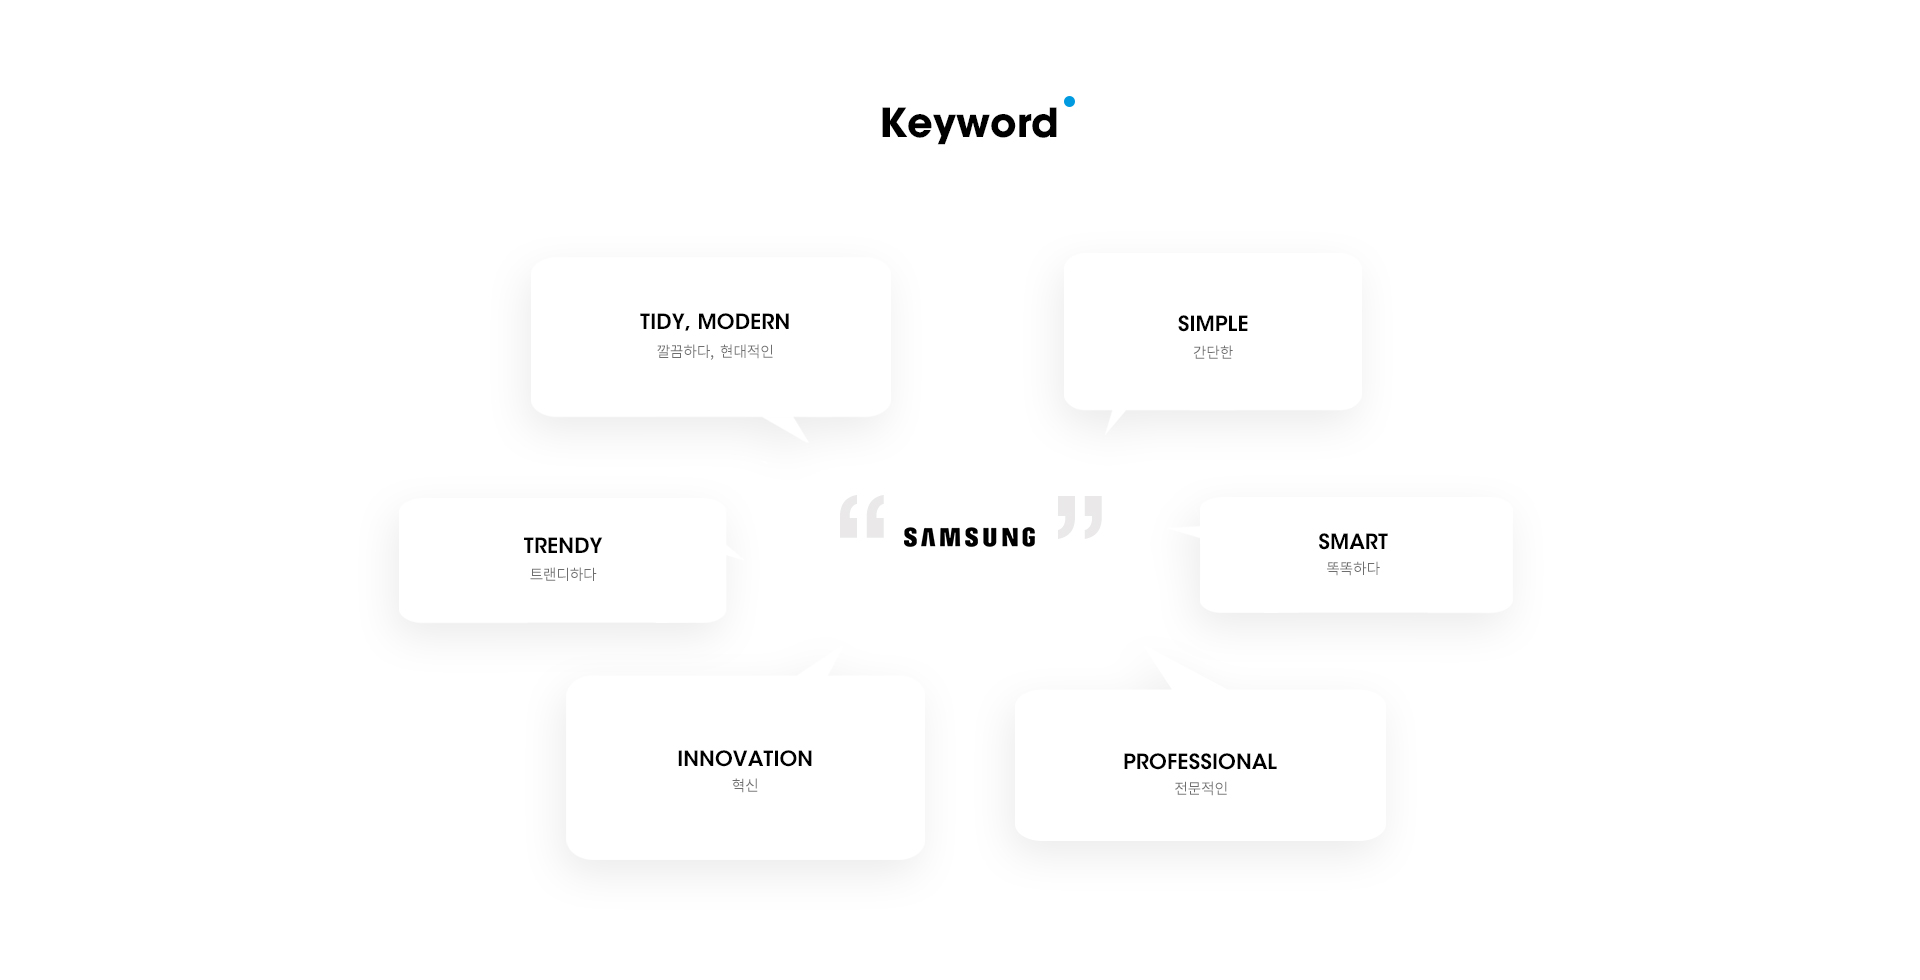 Keyword
TIDY, MODERN
깔끔하다, 현대적인
SIMPLE
간단한
TRENDY
트랜디하다
“ SAMSUNG ”
SMART
똑똑하다
INNOVATION
혁신
PROFESSIONAL
전문적인